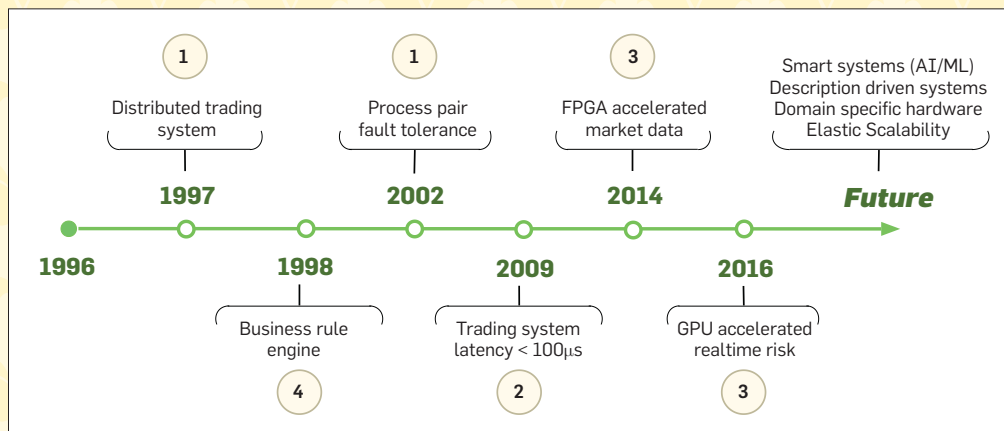 1
1
3
Distributed trading
system
Process pair
fault tolerance
FPGA accelerated
market data
Smart systems (AI/ML)
Description driven systems
Domain specific hardware
Elastic Scalability
1997
2002
2014
Future
1996
1998
2009
2016
Business rule
engine
Trading system
latency < 100μs
GPU accelerated
realtime risk
4
2
3